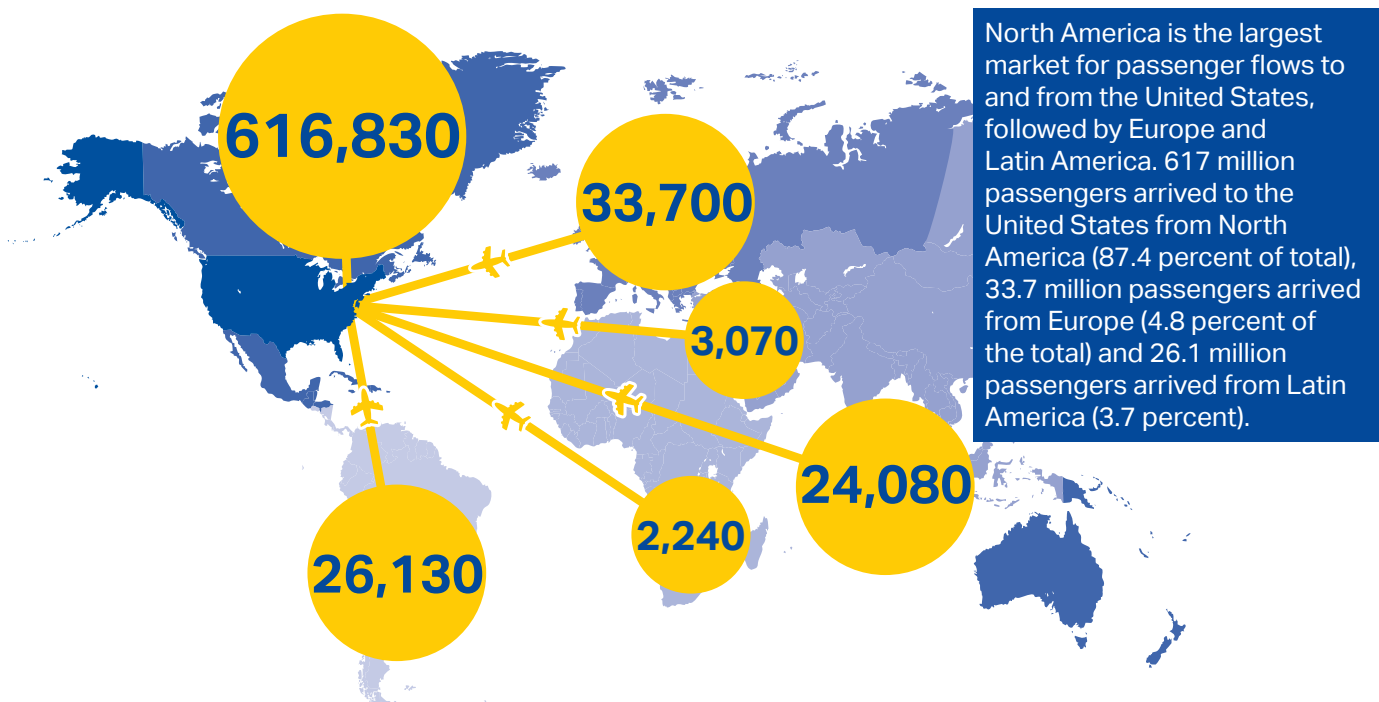 616,830
33,700
3,070
24,080
2,240
26,130
North America is the largest
market for passenger flows to
and from the United States,
followed by Europe and
Latin America. 617 million
passengers arrived to the
United States from North
America (87.4 percent of total),
33.7 million passengers arrived
from Europe (4.8 percent of
the total) and 26.1 million
passengers arrived from Latin
America (3.7 percent).